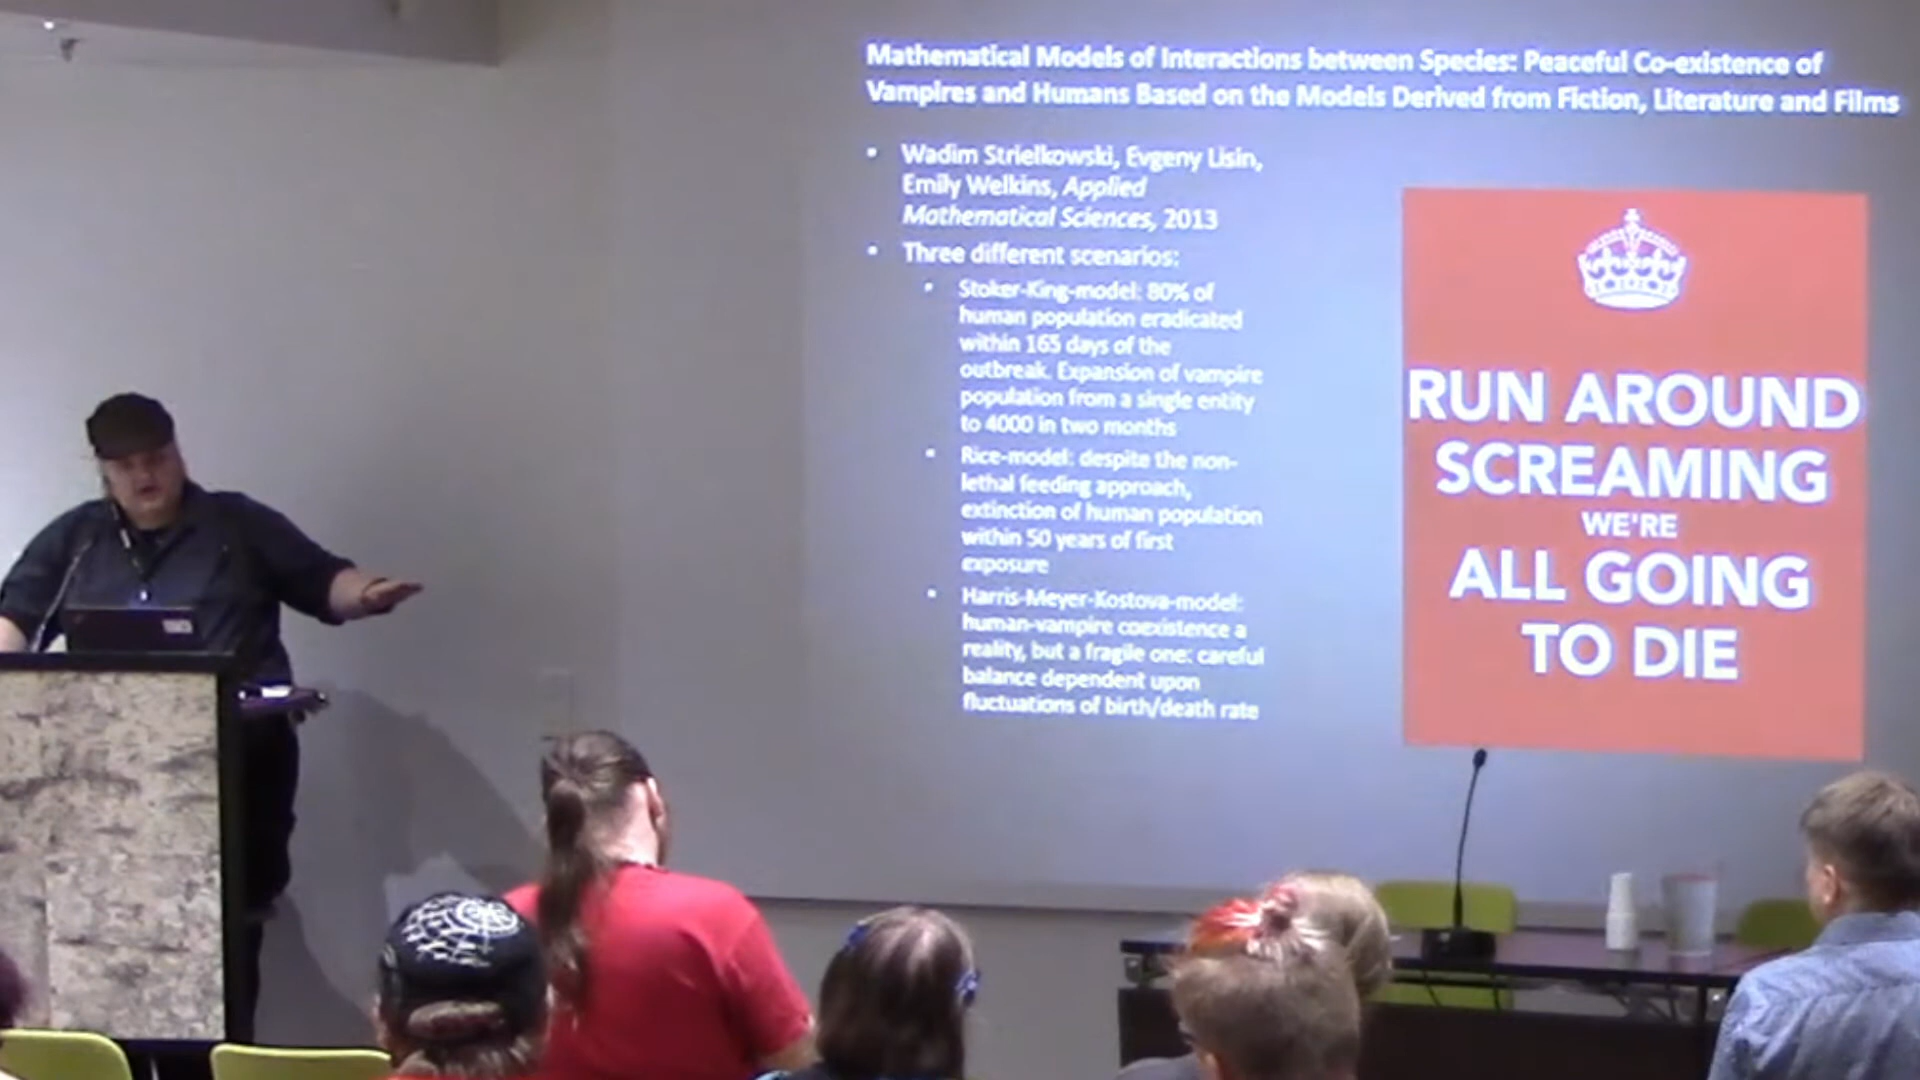 Mathematical Models of Interactions between Species: Peaceful Co-existence of
Vampires and Humans Based on the Models Derived from Fiction, Literature and Films
• Wadim Strielkowski, Evgeny Lisin,
Emily Welkins, Applied
Mathematical Sciences, 2013
• Three different scenarios:
• Stoker-King-model: 80% of
human population eradicated
within 165 days of the
outbreak. Expansion of vampire
population from a single entity
to 4000 in two months
• Rice-model: despite the non-
lethal feeding approach,
extinction of human population
within 50 years of first
exposure
• Harris-Meyer-Kostova-model:
human-vampire coexistence a
reality, but a fragile one: careful
balance dependent upon
fluctuations of birth/death rate
RUN AROUND
SCREAMING
WE'RE
ALL GOING
TO DIE